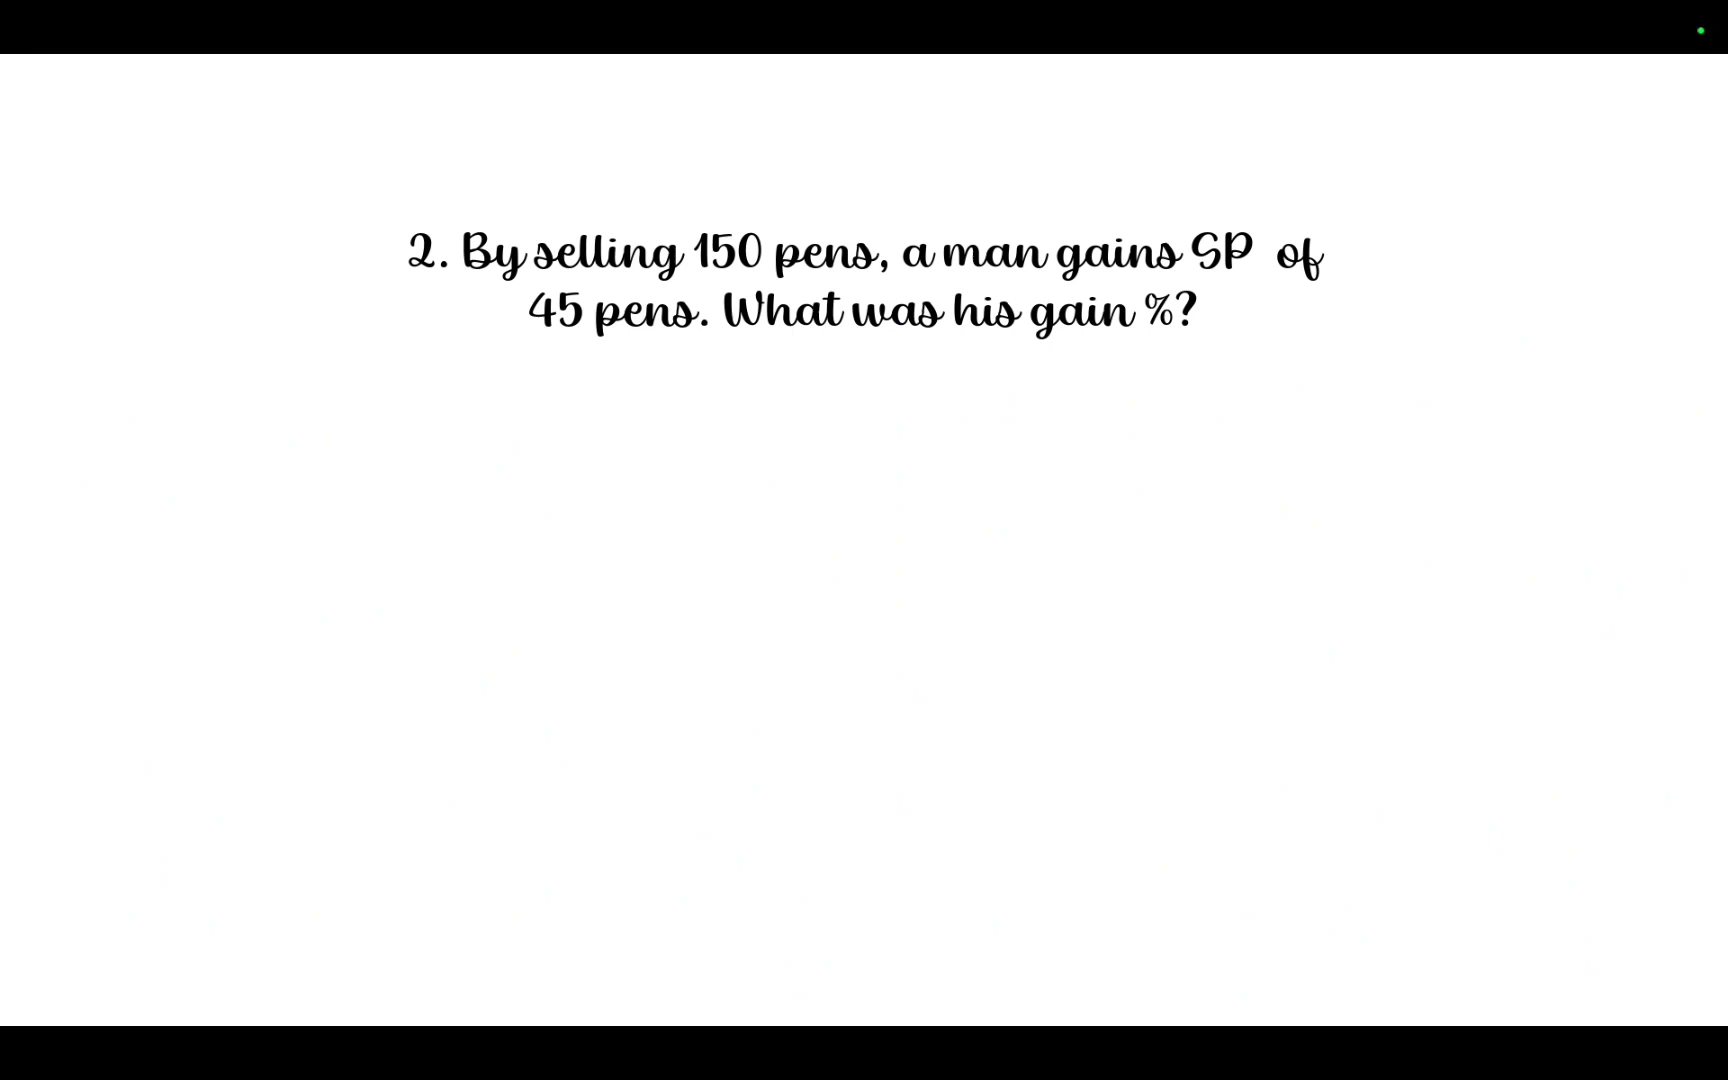 2. By selling 150 pens, a man gains SP of
45 pens. What was his gain %?